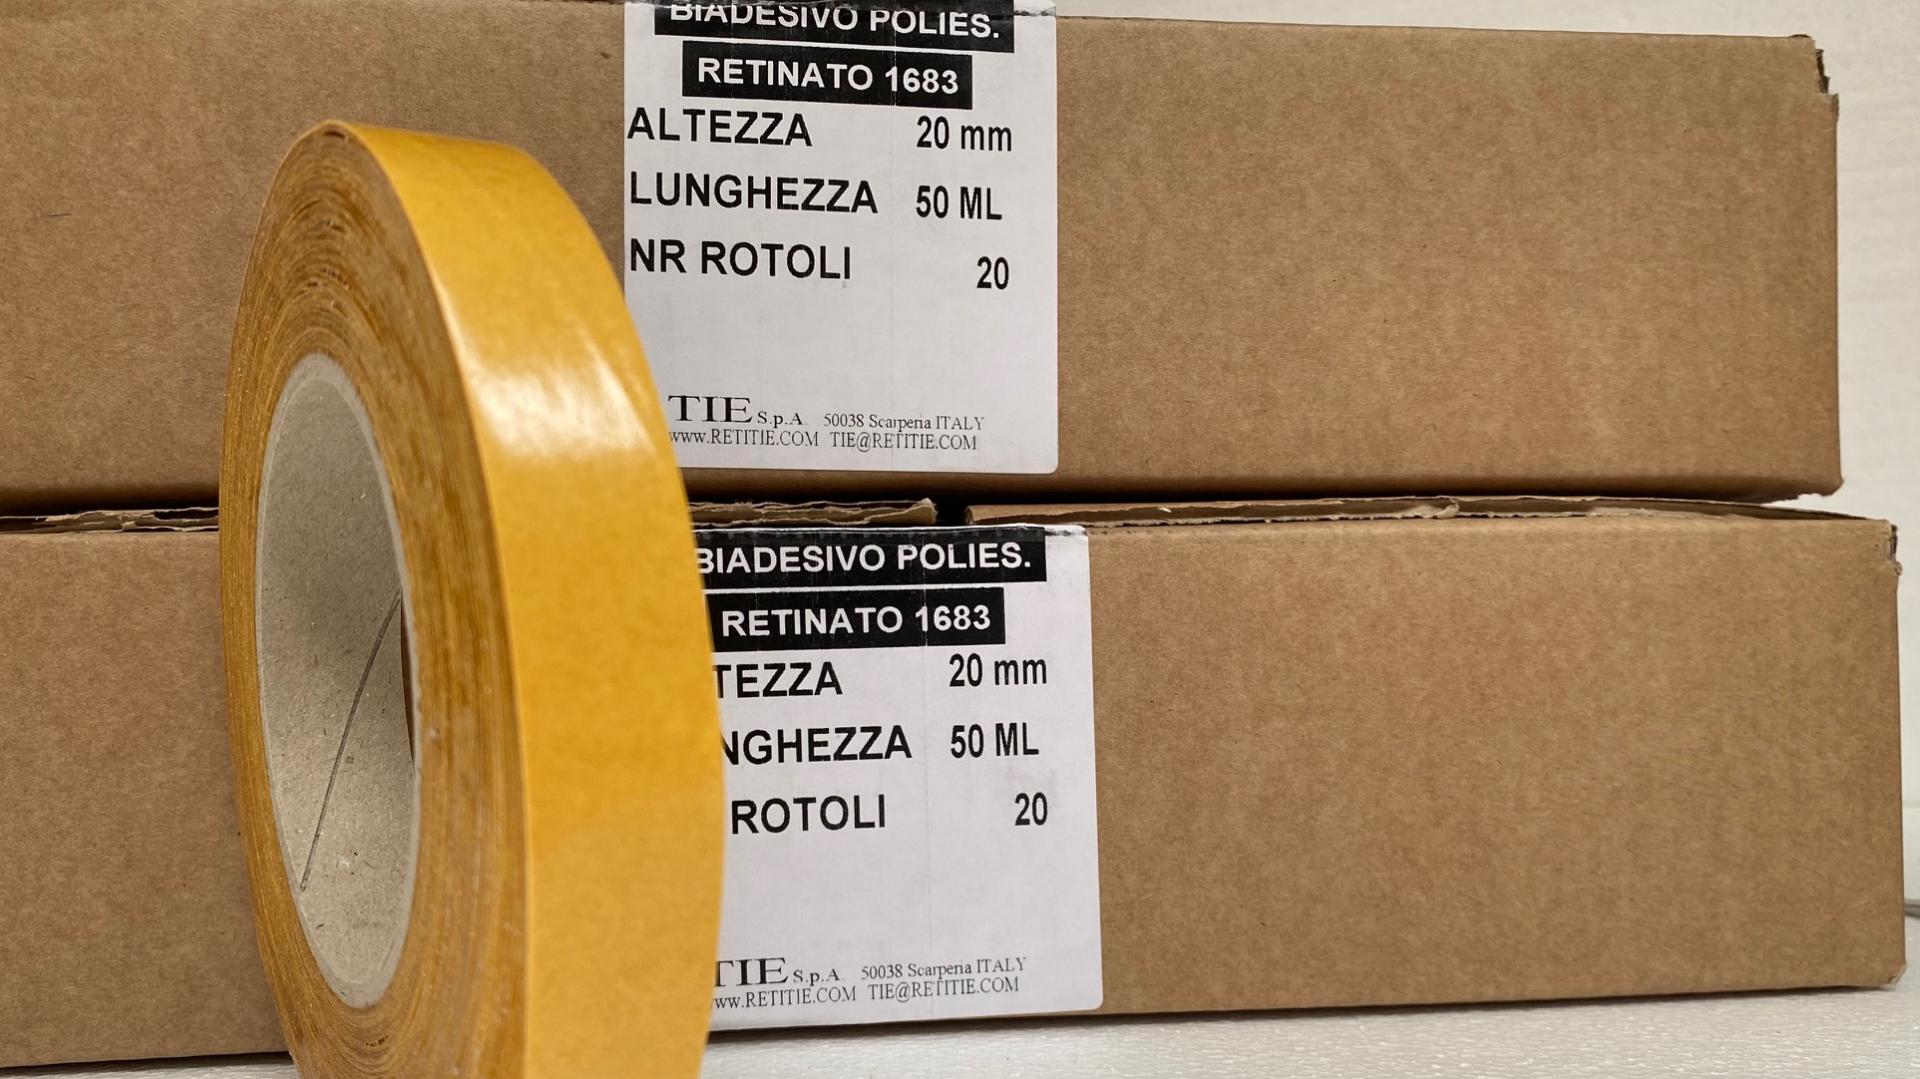 BIADESIVO POLIES.
RETINATO 1683
ALTEZZA 20 mm
LUNGHEZZA 50 ML
NR ROTOLI 20
TIE S.p.A. 50038 Scarperia ITALY
www.RETITIE.COM TIE@RETITIE.COM
BIADESIVO POLIES.
RETINATO 1683
TEZZA 20 mm
NGHEZZA 50 ML
ROTOLI 20
TIE S.p.A. 50038 Scarperia ITALY
ww.RETITIE.COM TIE@RETITIE.COM